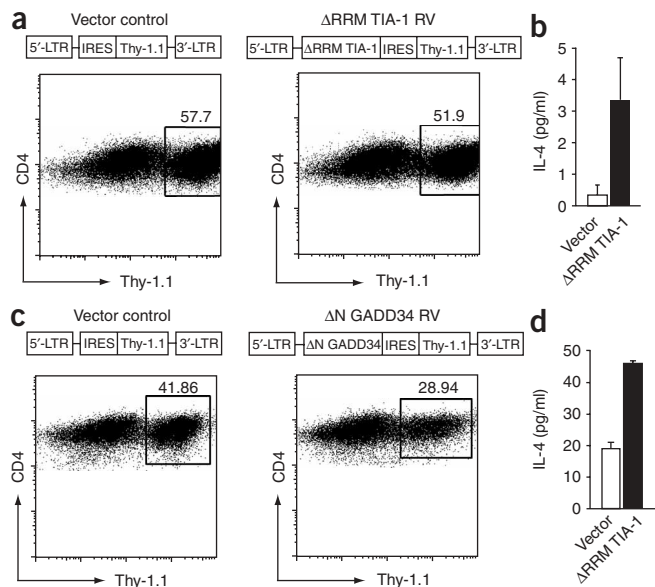 a
Vector control
5′-LTR IRES Thy-1.1 3′-LTR
57.7
CD4
Thy-1.1
ΔRRM TIA-1 RV
5′-LTR ΔRRM TIA-1 IRES Thy-1.1 3′-LTR
51.9
CD4
Thy-1.1
b
5
4
3
2
1
0
IL-4 (pg/ml)
Vector
ΔRRM TIA-1
c
Vector control
5′-LTR IRES Thy-1.1 3′-LTR
41.86
CD4
Thy-1.1
ΔN GADD34 RV
5′-LTR ΔN GADD34 IRES Thy-1.1 3′-LTR
28.94
CD4
Thy-1.1
d
50
40
30
20
10
0
IL-4 (pg/ml)
Vector
ΔRRM TIA-1